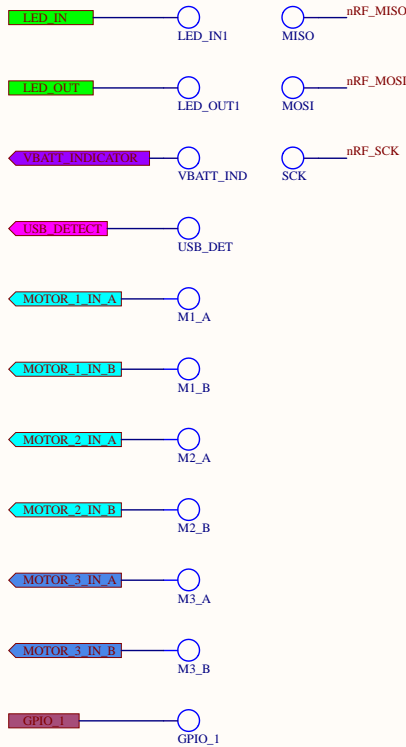 LED_IN
LED_IN1
MISO
nRF_MISO
LED_OUT
LED_OUT1
MOSI
nRF_MOSI
VBATT_INDICATOR
VBATT_IND
SCK
nRF_SCK
USB_DETECT
USB_DET
MOTOR_1_IN_A
M1_A
MOTOR_1_IN_B
M1_B
MOTOR_2_IN_A
M2_A
MOTOR_2_IN_B
M2_B
MOTOR_3_IN_A
M3_A
MOTOR_3_IN_B
M3_B
GPIO_1
GPIO_1